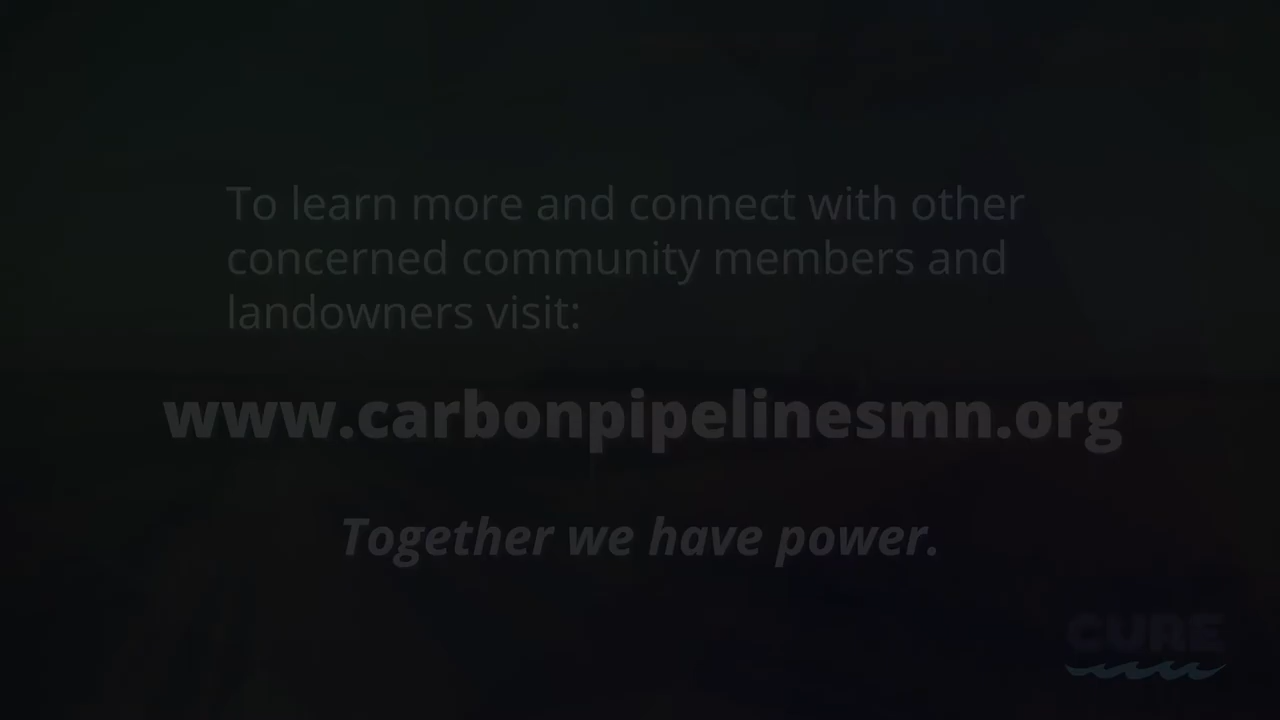 To learn more and connect with other
concerned community members and
landowners visit:
www.carbonpipelinesmn.org
Together we have power.
CURE